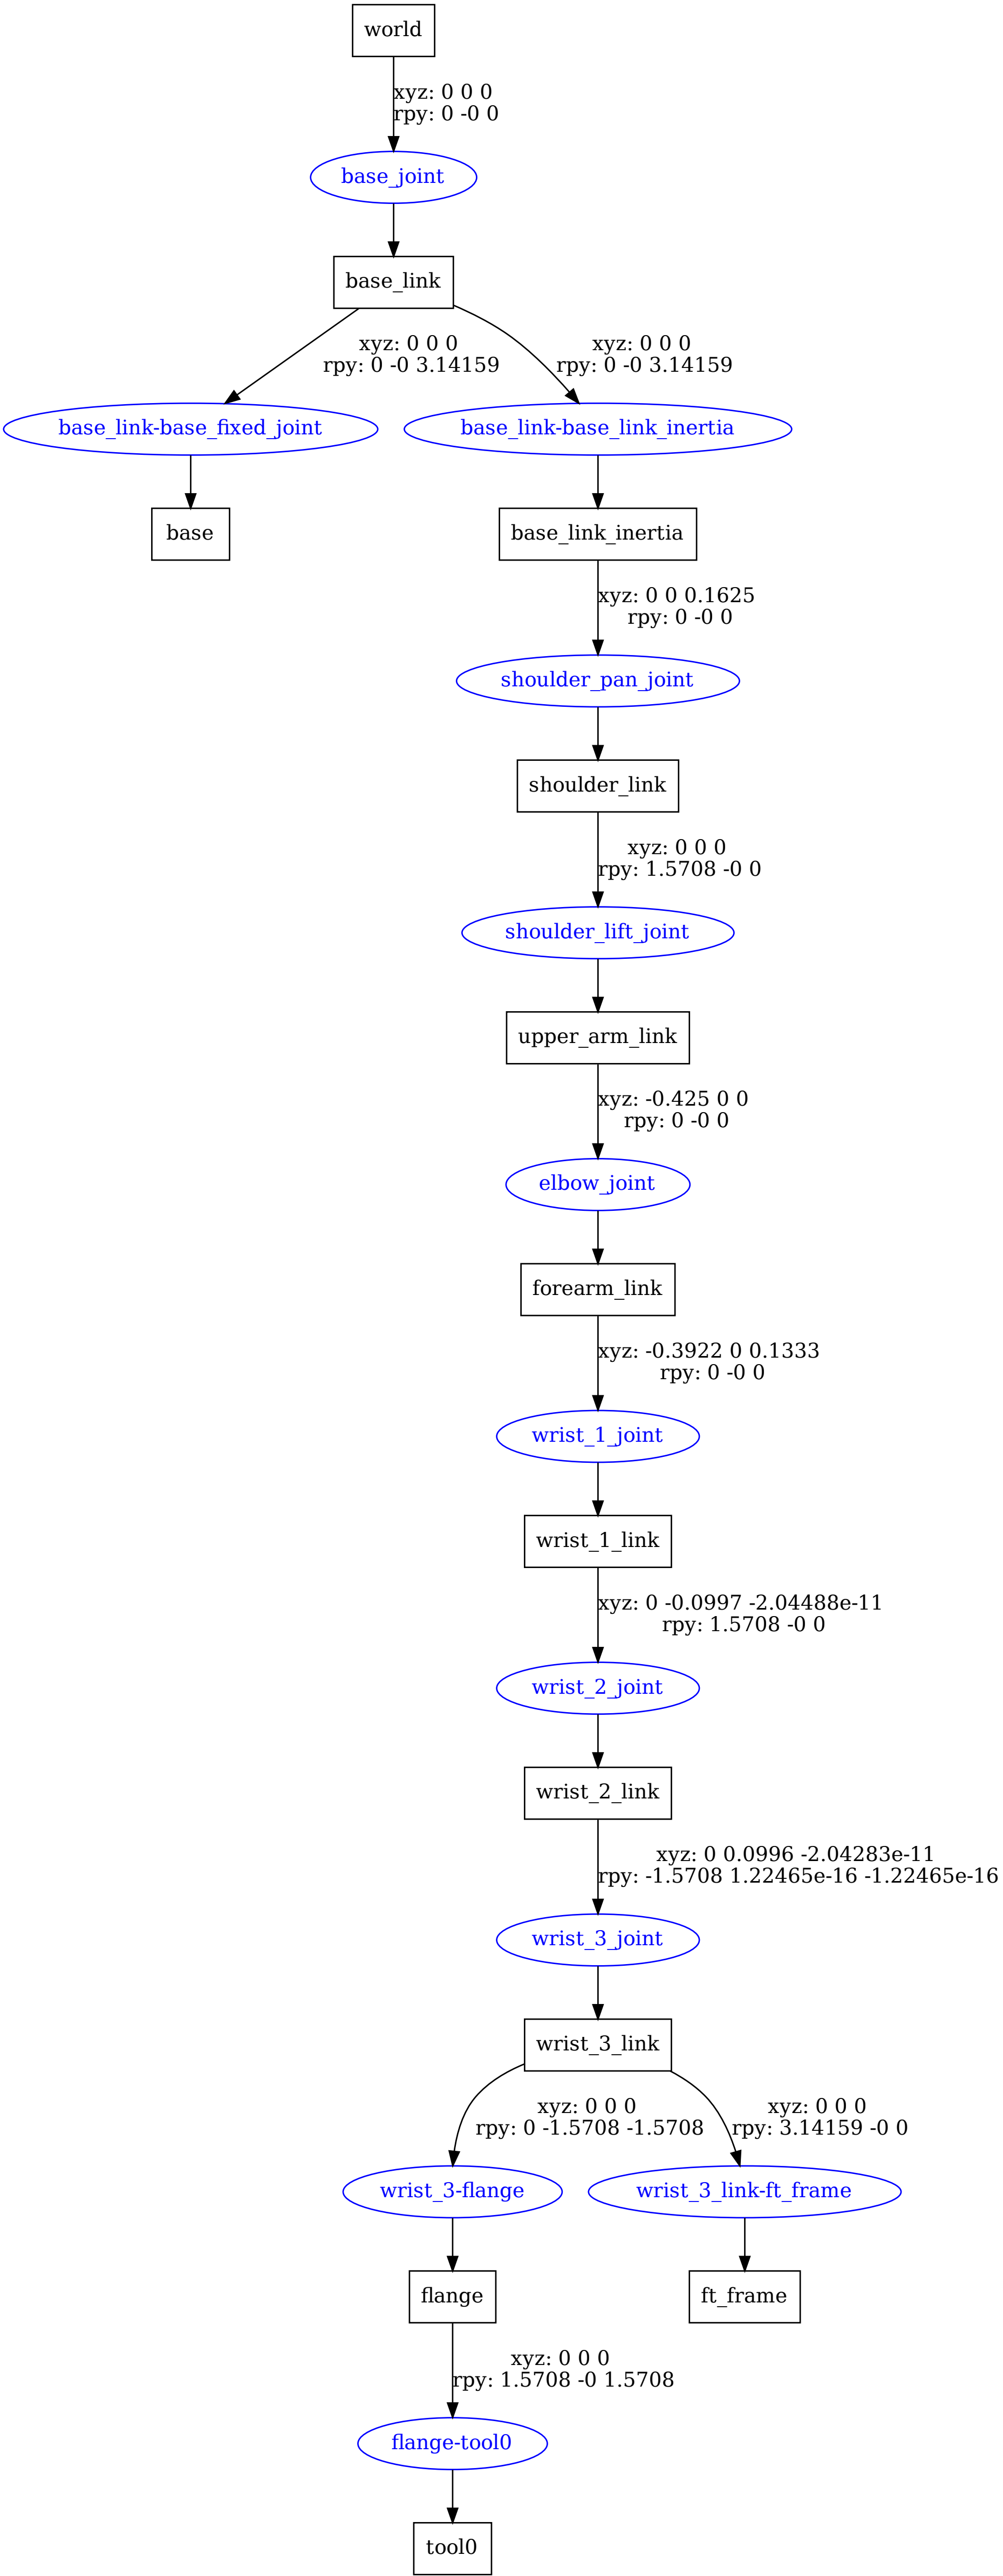 world
xyz: 0 0 0
rpy: 0 -0 0
base_joint
base_link
xyz: 0 0 0
rpy: 0 -0 3.14159
xyz: 0 0 0
rpy: 0 -0 3.14159
base_link-base_fixed_joint
base_link-base_link_inertia
base
base_link_inertia
xyz: 0 0 0.1625
rpy: 0 -0 0
shoulder_pan_joint
shoulder_link
xyz: 0 0 0
rpy: 1.5708 -0 0
shoulder_lift_joint
upper_arm_link
xyz: -0.425 0 0
rpy: 0 -0 0
elbow_joint
forearm_link
xyz: -0.3922 0 0.1333
rpy: 0 -0 0
wrist_1_joint
wrist_1_link
xyz: 0 -0.0997 -2.04488e-11
rpy: 1.5708 -0 0
wrist_2_joint
wrist_2_link
xyz: 0 0.0996 -2.04283e-11
rpy: -1.5708 1.22465e-16 -1.22465e-16
wrist_3_joint
wrist_3_link
xyz: 0 0 0
rpy: 0 -1.5708 -1.5708
xyz: 0 0 0
rpy: 3.14159 -0 0
wrist_3-flange
wrist_3_link-ft_frame
flange
ft_frame
xyz: 0 0 0
rpy: 1.5708 -0 1.5708
flange-tool0
tool0